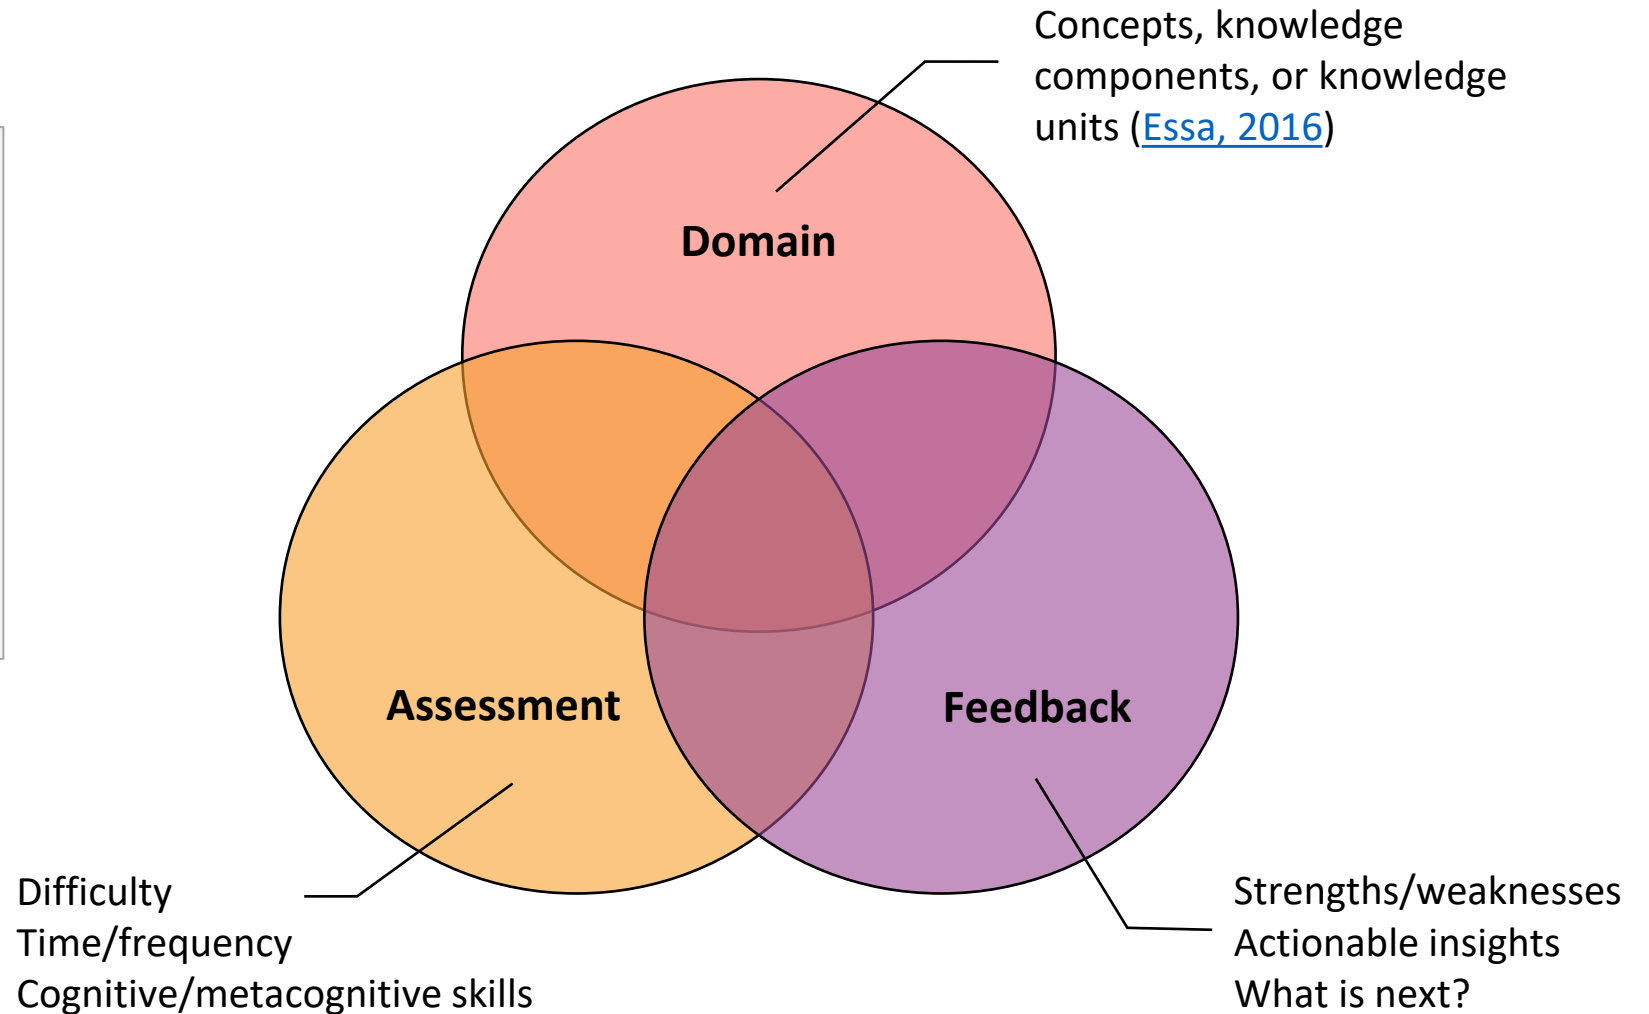 Concepts, knowledge
components, or knowledge
units (Essa, 2016)
Domain
Assessment
Feedback
Difficulty
Time/frequency
Cognitive/metacognitive skills
Strengths/weaknesses
Actionable insights
What is next?